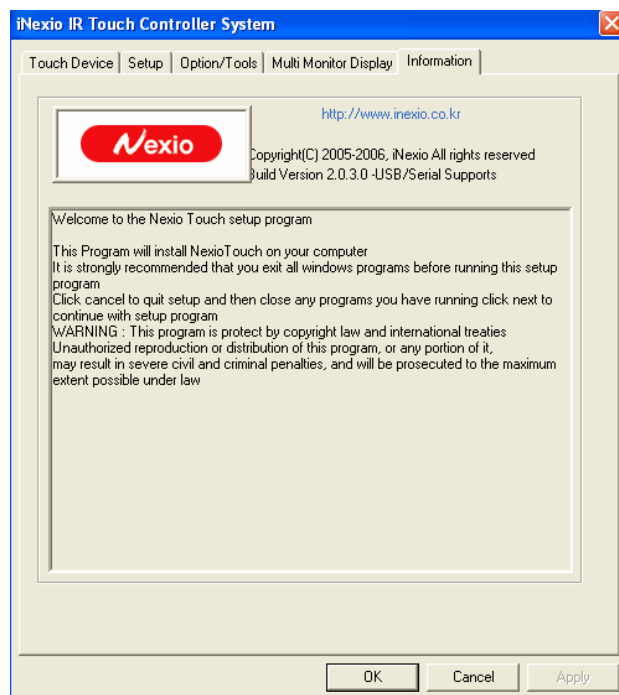 iNexio IR Touch Controller System
Touch Device Setup Option/Tools Multi Monitor Display Information
http://www.inexio.co.kr
Nexio
Copyright(C) 2005-2006, iNexio All rights reserved
Build Version 2.0.3.0 -USB/Serial Supports
Welcome to the Nexio Touch setup program
This Program will install NexioTouch on your computer
It is strongly recommended that you exit all windows programs before running this setup
program
Click cancel to quit setup and then close any programs you have running click next to
continue with setup program
WARNING : This program is protect by copyright law and international treaties
Unauthorized reproduction or distribution of this program, or any portion of it,
may result in severe civil and criminal penalties, and will be prosecuted to the maximum
extent possible under law
OK Cancel Apply